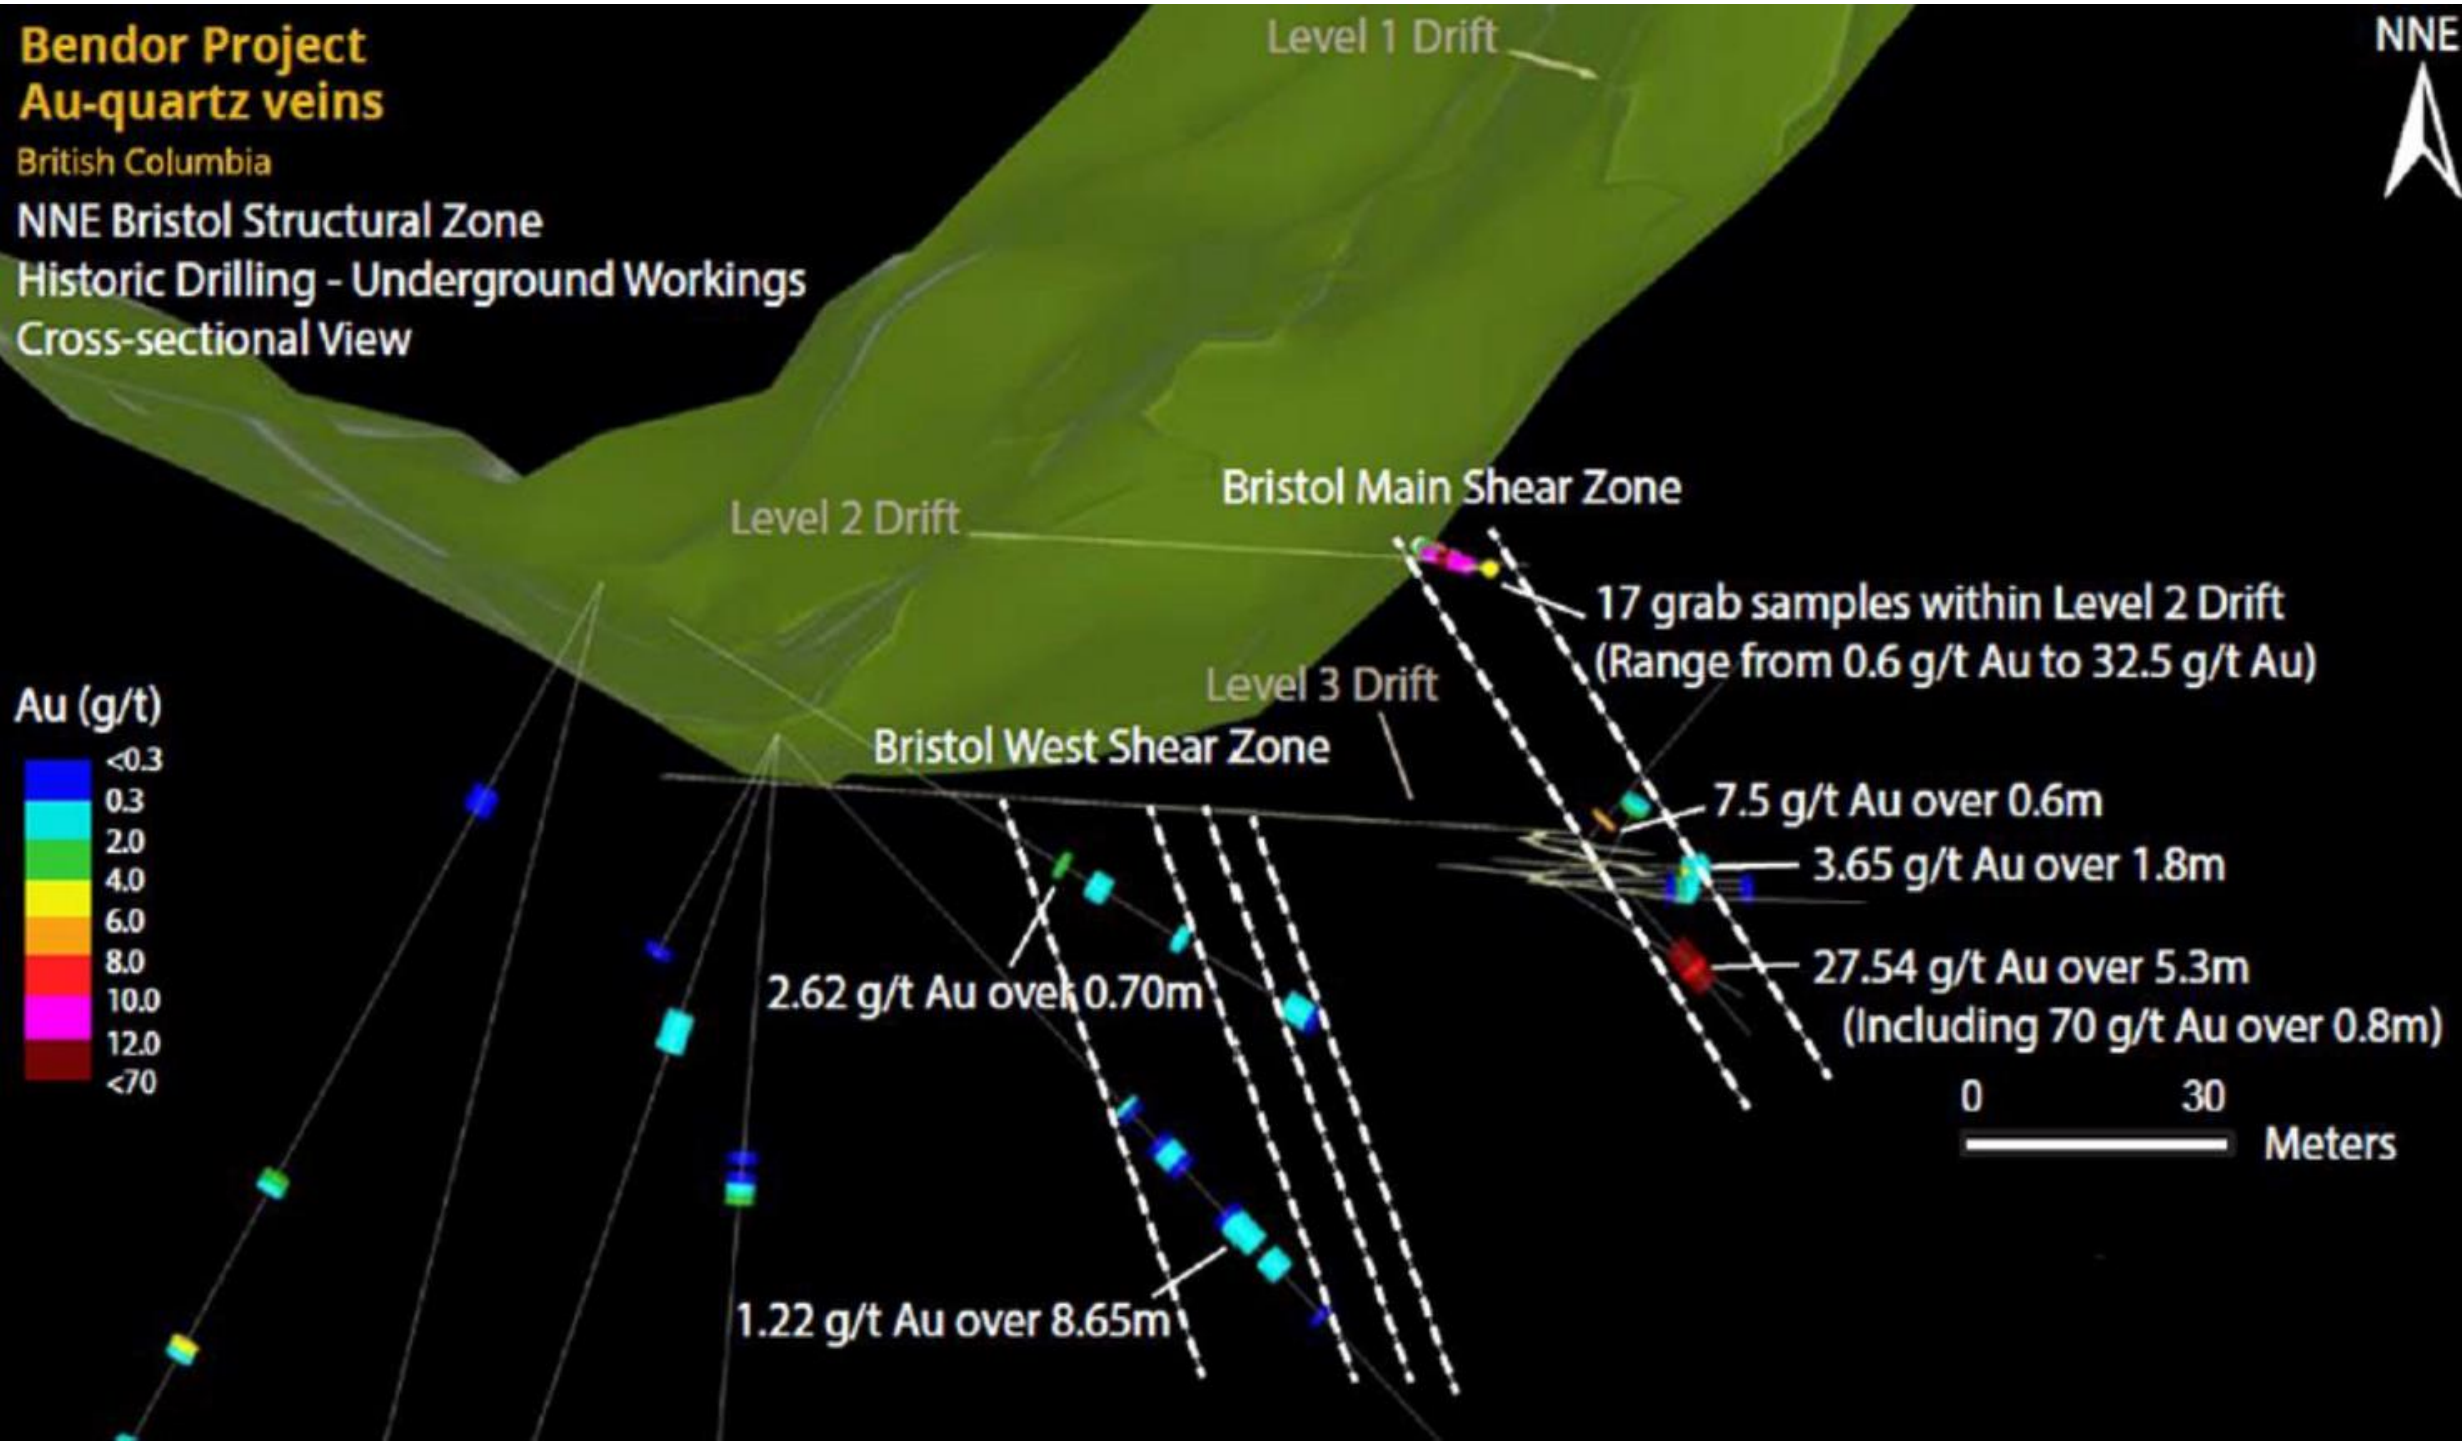 Bendor Project
Au-quartz veins
British Columbia
NNE Bristol Structural Zone
Historic Drilling - Underground Workings
Cross-sectional View
Level 1 Drift
NNE
Bristol Main Shear Zone
Level 2 Drift
17 grab samples within Level 2 Drift
(Range from 0.6 g/t Au to 32.5 g/t Au)
Level 3 Drift
Bristol West Shear Zone
7.5 g/t Au over 0.6m
3.65 g/t Au over 1.8m
27.54 g/t Au over 5.3m
(Including 70 g/t Au over 0.8m)
2.62 g/t Au over 0.70m
1.22 g/t Au over 8.65m
Au (g/t)
<0.3
0.3
2.0
4.0
6.0
8.0
10.0
12.0
<70
0 30
Meters